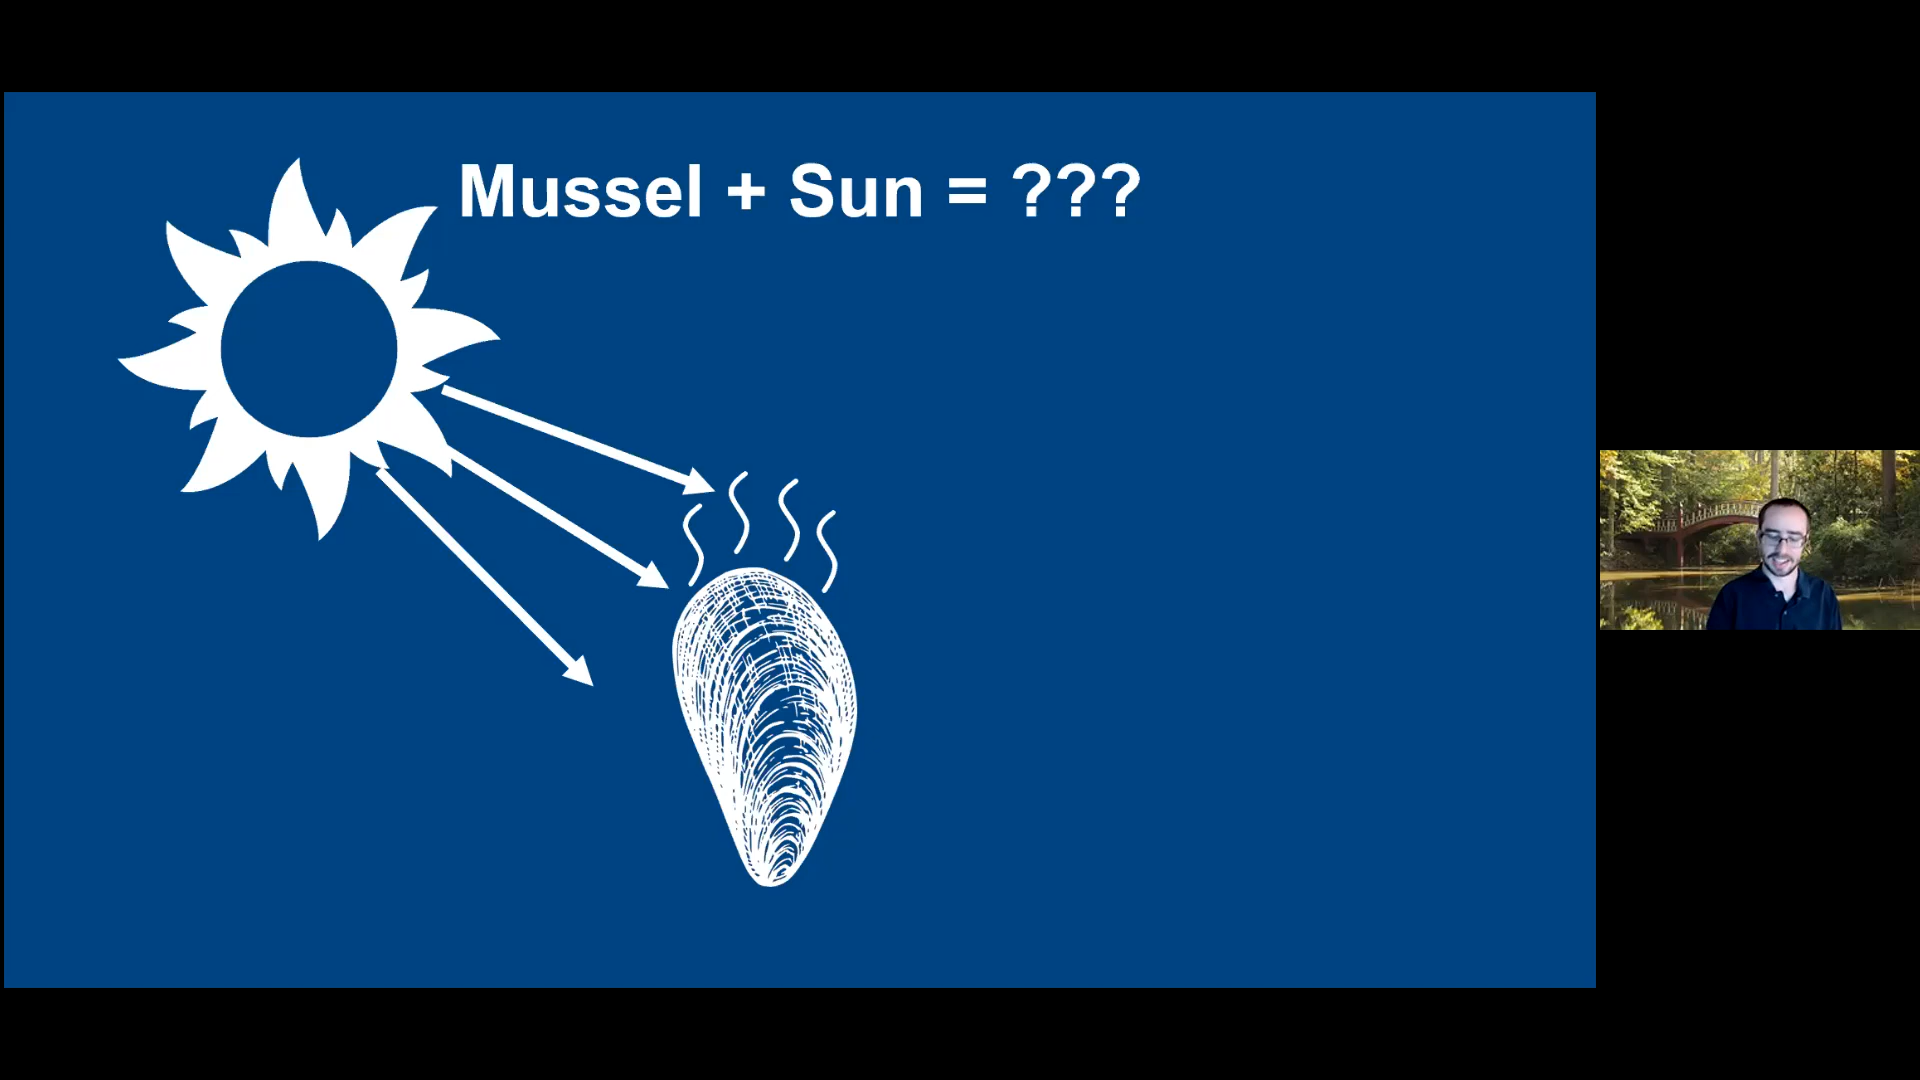 Mussel + Sun = ???